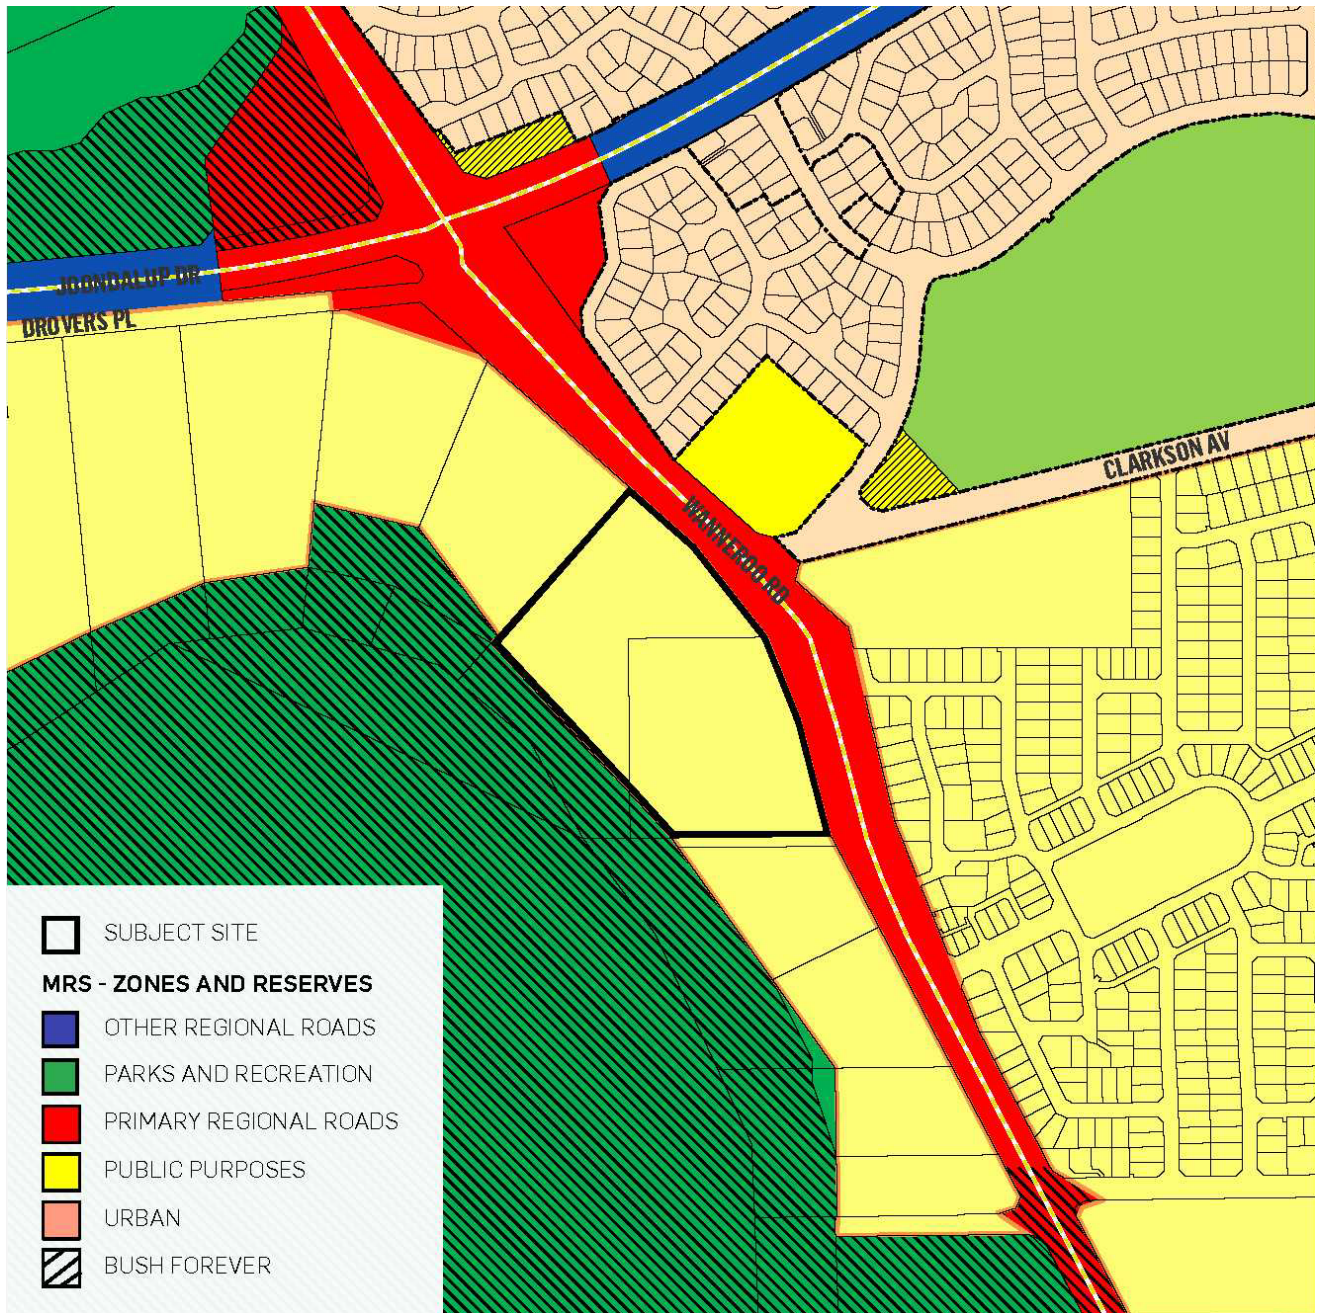 JOONDALUP DR
DROVERS PL
CLARKSON AV
WANNEROO RD
SUBJECT SITE
MRS - ZONES AND RESERVES
OTHER REGIONAL ROADS
PARKS AND RECREATION
PRIMARY REGIONAL ROADS
PUBLIC PURPOSES
URBAN
BUSH FOREVER